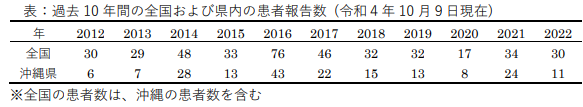 表：過去 10 年間の全国および県内の患者報告数（令和４年 10 月９日現在）
年 2012 2013 2014 2015 2016 2017 2018 2019 2020 2021 2022
全国 30 29 48 33 76 46 32 32 17 34 30
沖縄県 6 7 28 13 43 22 15 13 8 24 11
※全国の患者数は、沖縄の患者数を含む